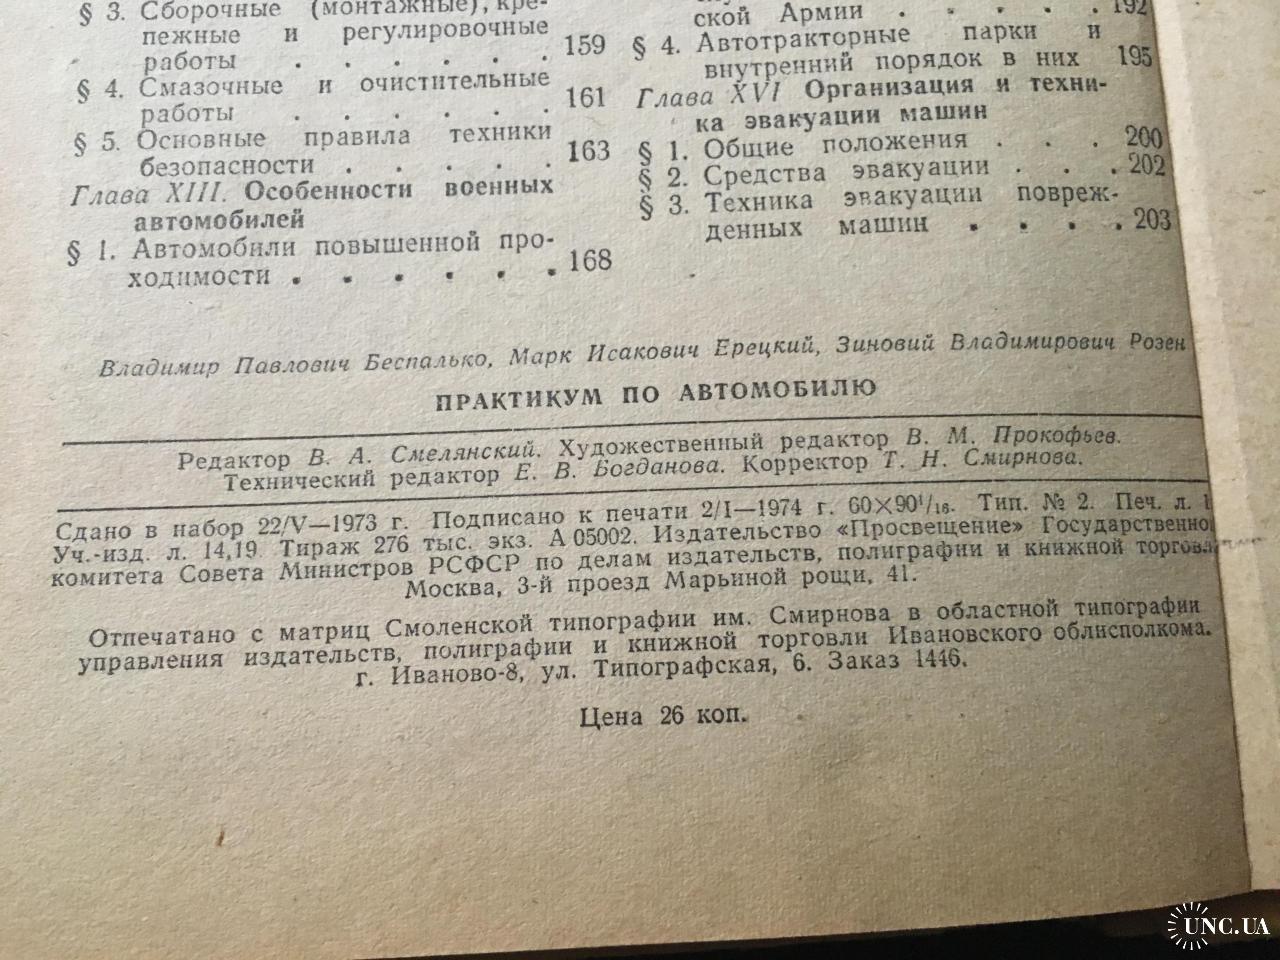 § 3. Сборочные (монтажные), кре-
пежные и регулировочные
работы . . . . . . 159
§ 4. Смазочные и очистительные
работы . . . . . . 161
§ 5. Основные правила техники
безопасности . . . . . 163
Глава XIII. Особенности военных
автомобилей
§ 1. Автомобили повышенной про-
ходимости . . . . . . 168
ской Армии . . . . . 192
§ 4. Автотракторные парки и
внутренний порядок в них 195
Глава XVI Организация и техни-
ка эвакуации машин
§ 1. Общие положения . . . 200
§ 2. Средства эвакуации . . . 202
§ 3. Техника эвакуации повреж-
денных машин . . . . 203
Владимир Павлович Беспалько, Марк Исакович Ерецкий, Зиновий Владимирович Розен
ПРАКТИКУМ ПО АВТОМОБИЛЮ
Редактор В. А. Смелянский. Художественный редактор В. М. Прокофьев.
Технический редактор Е. В. Богданова. Корректор Т. Н. Смирнова.
Сдано в набор 22/V—1973 г. Подписано к печати 2/I—1974 г. 60×90¹/₁₆. Тип. № 2. Печ. л.
Уч.-изд. л. 14,19. Тираж 276 тыс. экз. А 05002. Издательство «Просвещение» Государственно
комитета Совета Министров РСФСР по делам издательств, полиграфии и книжной торговл
Москва, 3-й проезд Марьиной рощи, 41.
Отпечатано с матриц Смоленской типографии им. Смирнова в областной типографии
управления издательств, полиграфии и книжной торговли Ивановского облисполкома.
г. Иваново-8, ул. Типографская, 6. Заказ 1446.
Цена 26 коп.
UNC.UA